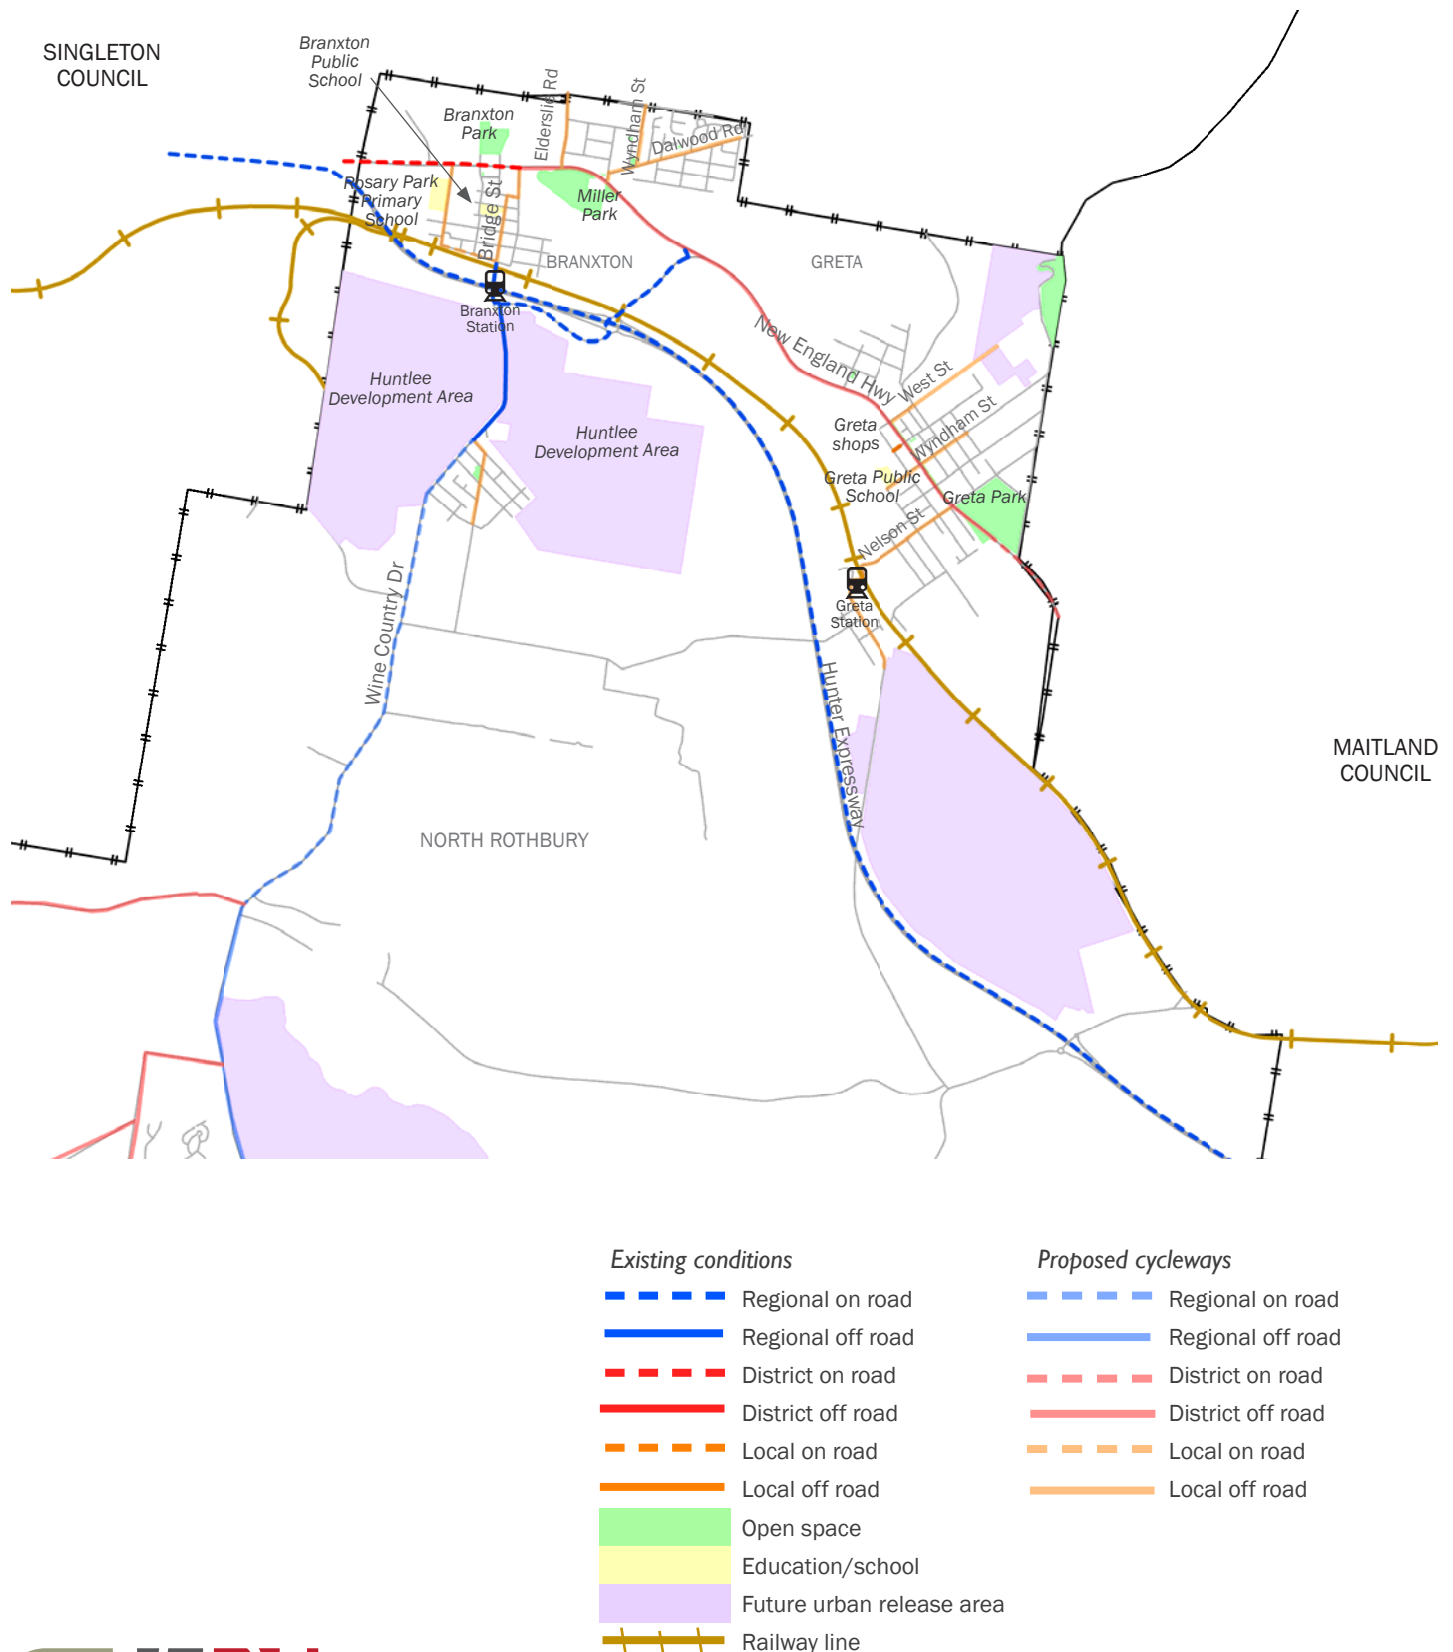 SINGLETON
COUNCIL
Branxton
Public
School
Branxton
Park
Elderslie Rd
Wyndham St
Dalwood Rd
Rosary Park
Primary
School
Bridge St
Miller
Park
BRANXTON
GRETA
Branxton
Station
New England Hwy
Huntlee
Development Area
Huntlee
Development Area
West St
Greta
shops
Wyndham St
Greta Public
School
Greta Park
Nelson St
Greta
Station
Wine Country Dr
Hunter Expressway
MAITLAND
COUNCIL
NORTH ROTHBURY
Existing conditions
Regional on road
Regional off road
District on road
District off road
Local on road
Local off road
Open space
Education/school
Future urban release area
Railway line
Proposed cycleways
Regional on road
Regional off road
District on road
District off road
Local on road
Local off road